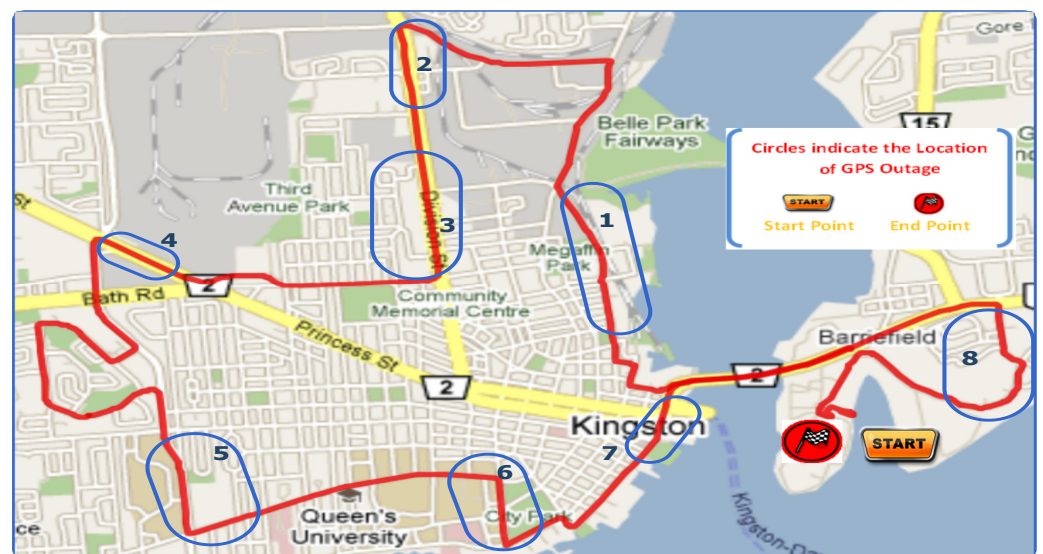 Gore
2
15
Belle Park
Fairways
Circles indicate the Location
of GPS Outage
START
Start Point
End Point
Third
Avenue Park
St
Division St
3
1
4
Megaffin
Park
2
Bath Rd
Community
Memorial Centre
Princess St
Barriefield
8
2
2
Kingston
START
5
7
6
City Park
Queen's
University
ce